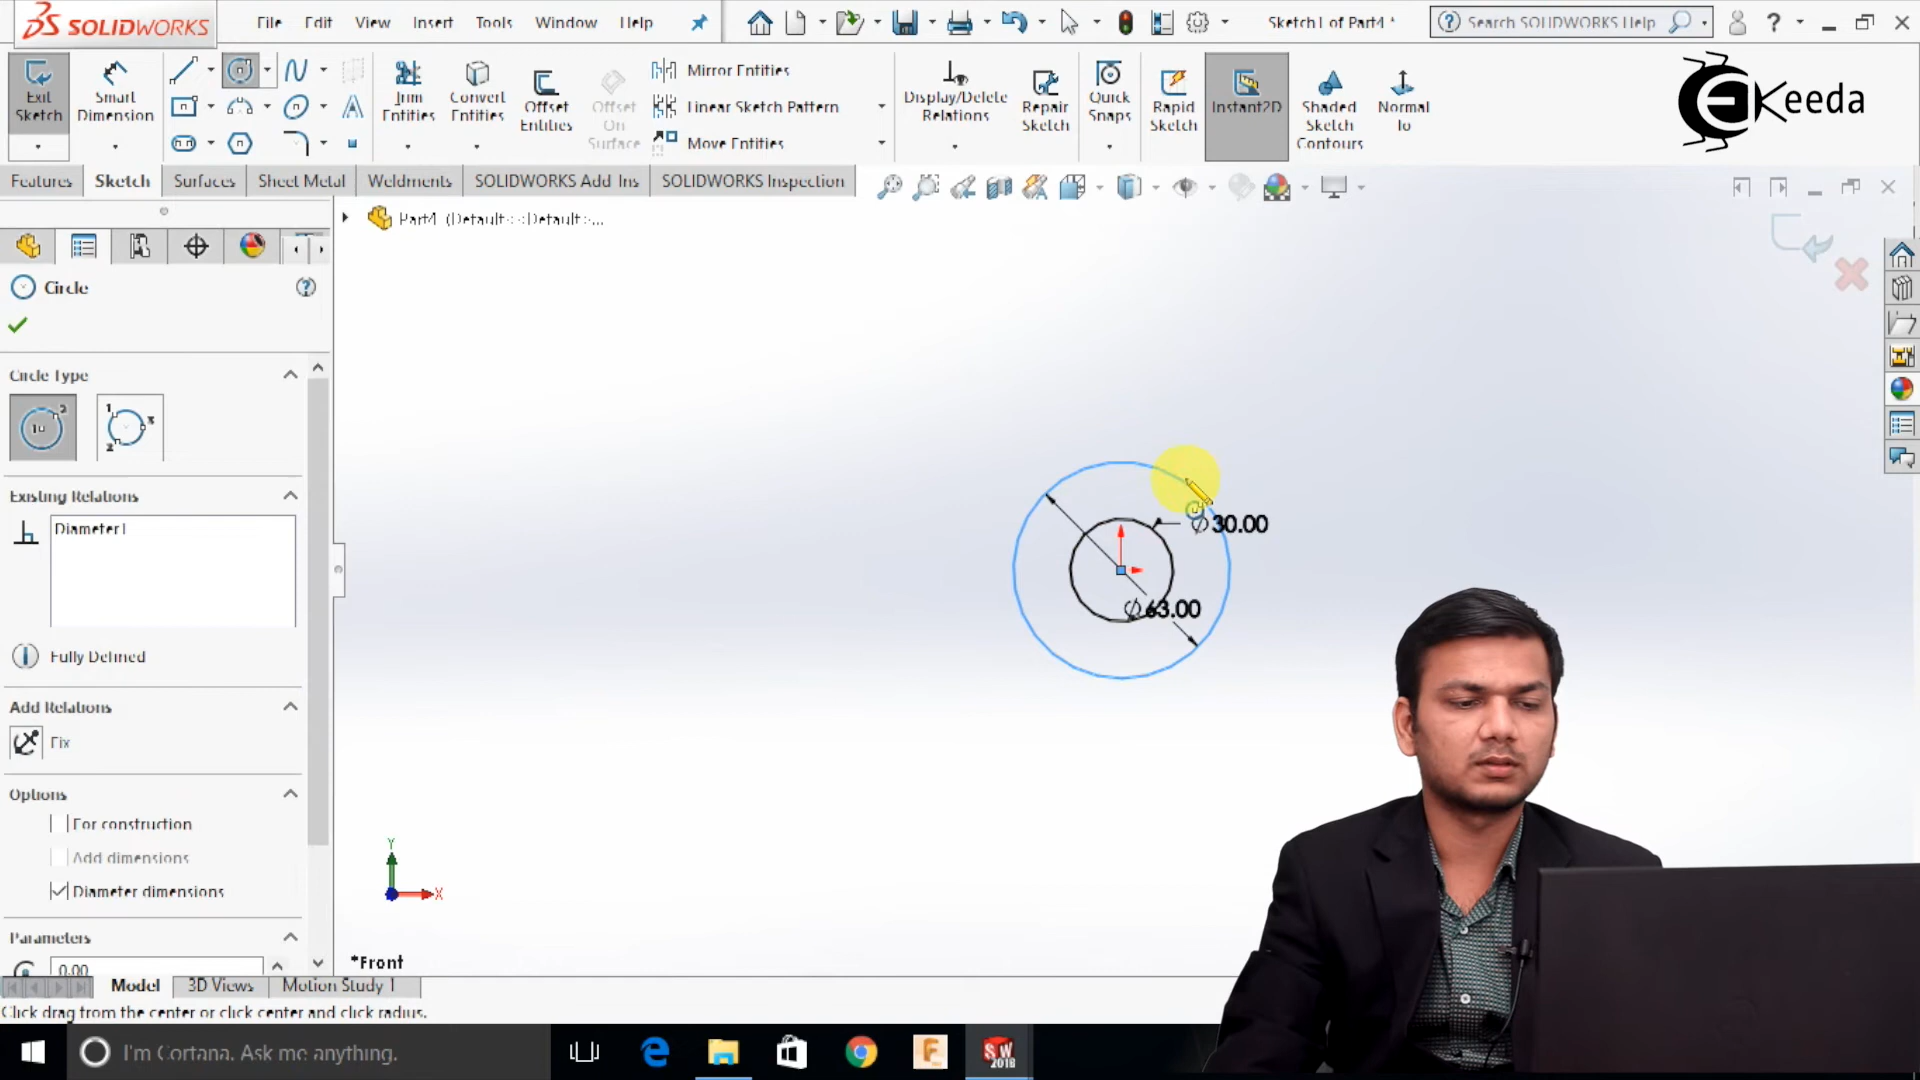 SOLIDWORKS
File Edit View Insert Tools Window Help
Sketch1 of Part4 *
Search SOLIDWORKS Help
Exit Sketch
Smart Dimension
Trim Entities
Convert Entities
Offset Entities
Offset On Surface
Mirror Entities
Linear Sketch Pattern
Move Entities
Display/Delete Relations
Repair Sketch
Quick Snaps
Rapid Sketch
Instant2D
Shaded Sketch Contours
Normal To
EKeeda
Features Sketch Surfaces Sheet Metal Weldments SOLIDWORKS Add-Ins SOLIDWORKS Inspection
Part4 (Default<<Default>...
Circle
Circle Type
Existing Relations
Diameter1
Fully Defined
Add Relations
Fix
Options
For construction
Add dimensions
Diameter dimensions
Parameters
0.00
Ø30.00
Ø63.00
Y
X
*Front
Model 3D Views Motion Study 1
Click drag from the center or click center and click radius.
I'm Cortana. Ask me anything.
SW
2018